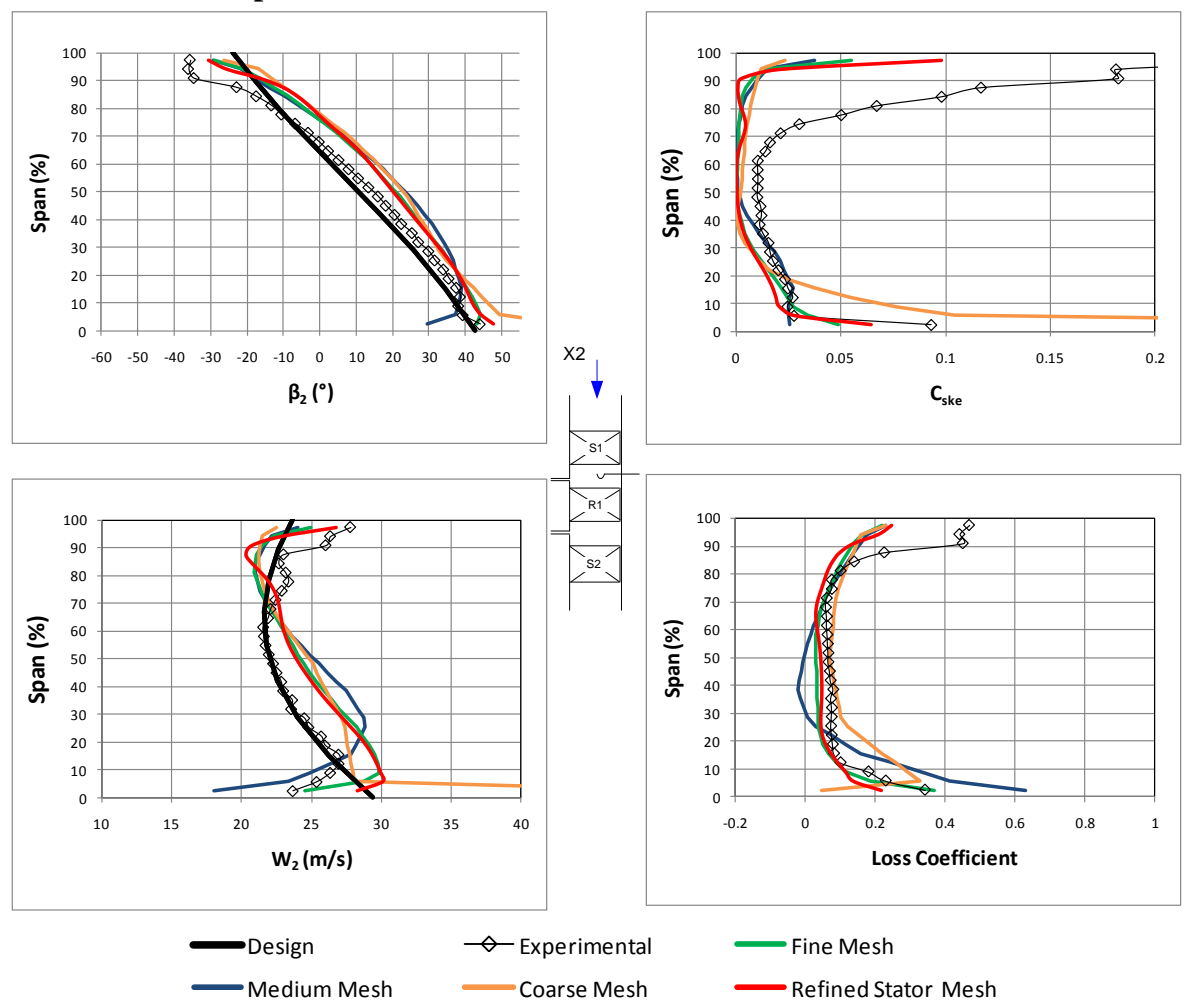 100
90
80
70
60
50
40
30
20
10
0
-60 -50 -40 -30 -20 -10 0 10 20 30 40 50
Span (%)
β2 (°)
100
90
80
70
60
50
40
30
20
10
0
0 0.05 0.1 0.15 0.2
Span (%)
Cske
X2
S1
R1
S2
100
90
80
70
60
50
40
30
20
10
0
10 15 20 25 30 35 40
Span (%)
W2 (m/s)
100
90
80
70
60
50
40
30
20
10
0
-0.2 0 0.2 0.4 0.6 0.8 1
Span (%)
Loss Coefficient
Design Experimental Fine Mesh
Medium Mesh Coarse Mesh Refined Stator Mesh